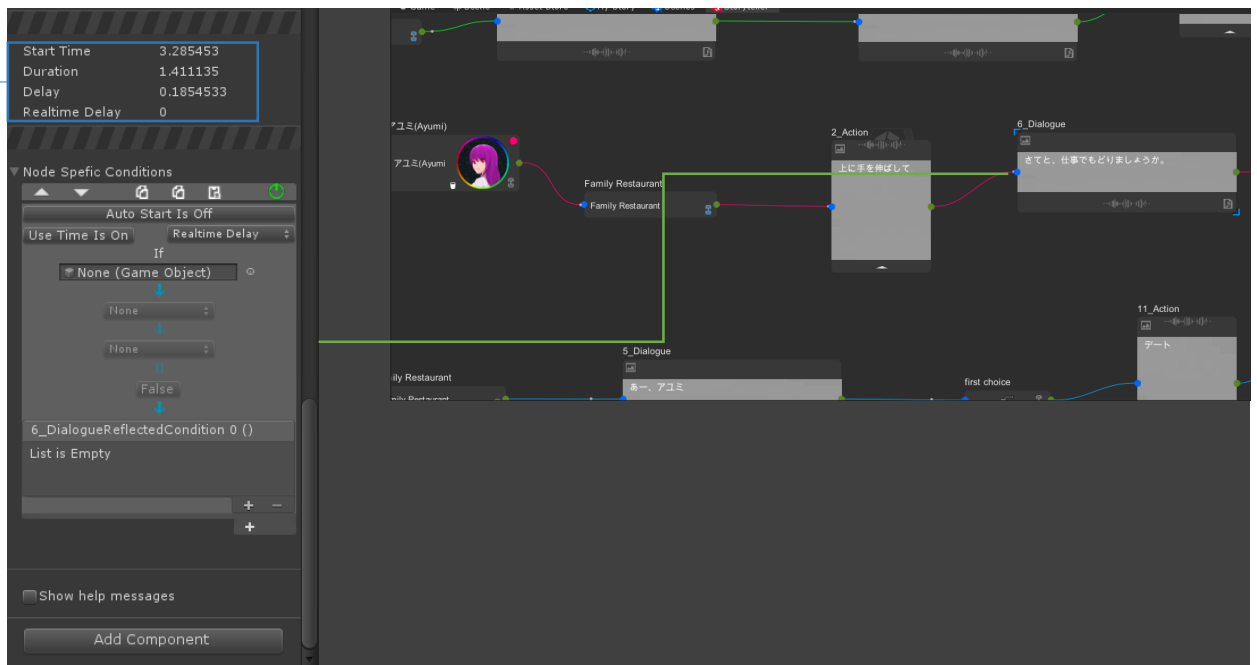 Start Time 3.285453
Duration 1.411135
Delay 0.1854533
Realtime Delay 0
Node Spefic Conditions
Auto Start Is Off
Use Time Is On Realtime Delay
If
None (Game Object)
None
None
False
6_DialogueReflectedCondition 0 ()
List is Empty
+ −
+
Show help messages
Add Component
アユミ(Ayumi)
アユミ(Ayumi
Family Restaurant
Family Restaurant
2_Action
上に手を伸ばして
6_Dialogue
さてと、仕事でもどりましょうか。
5_Dialogue
あー、アユミ
first choice
11_Action
デート